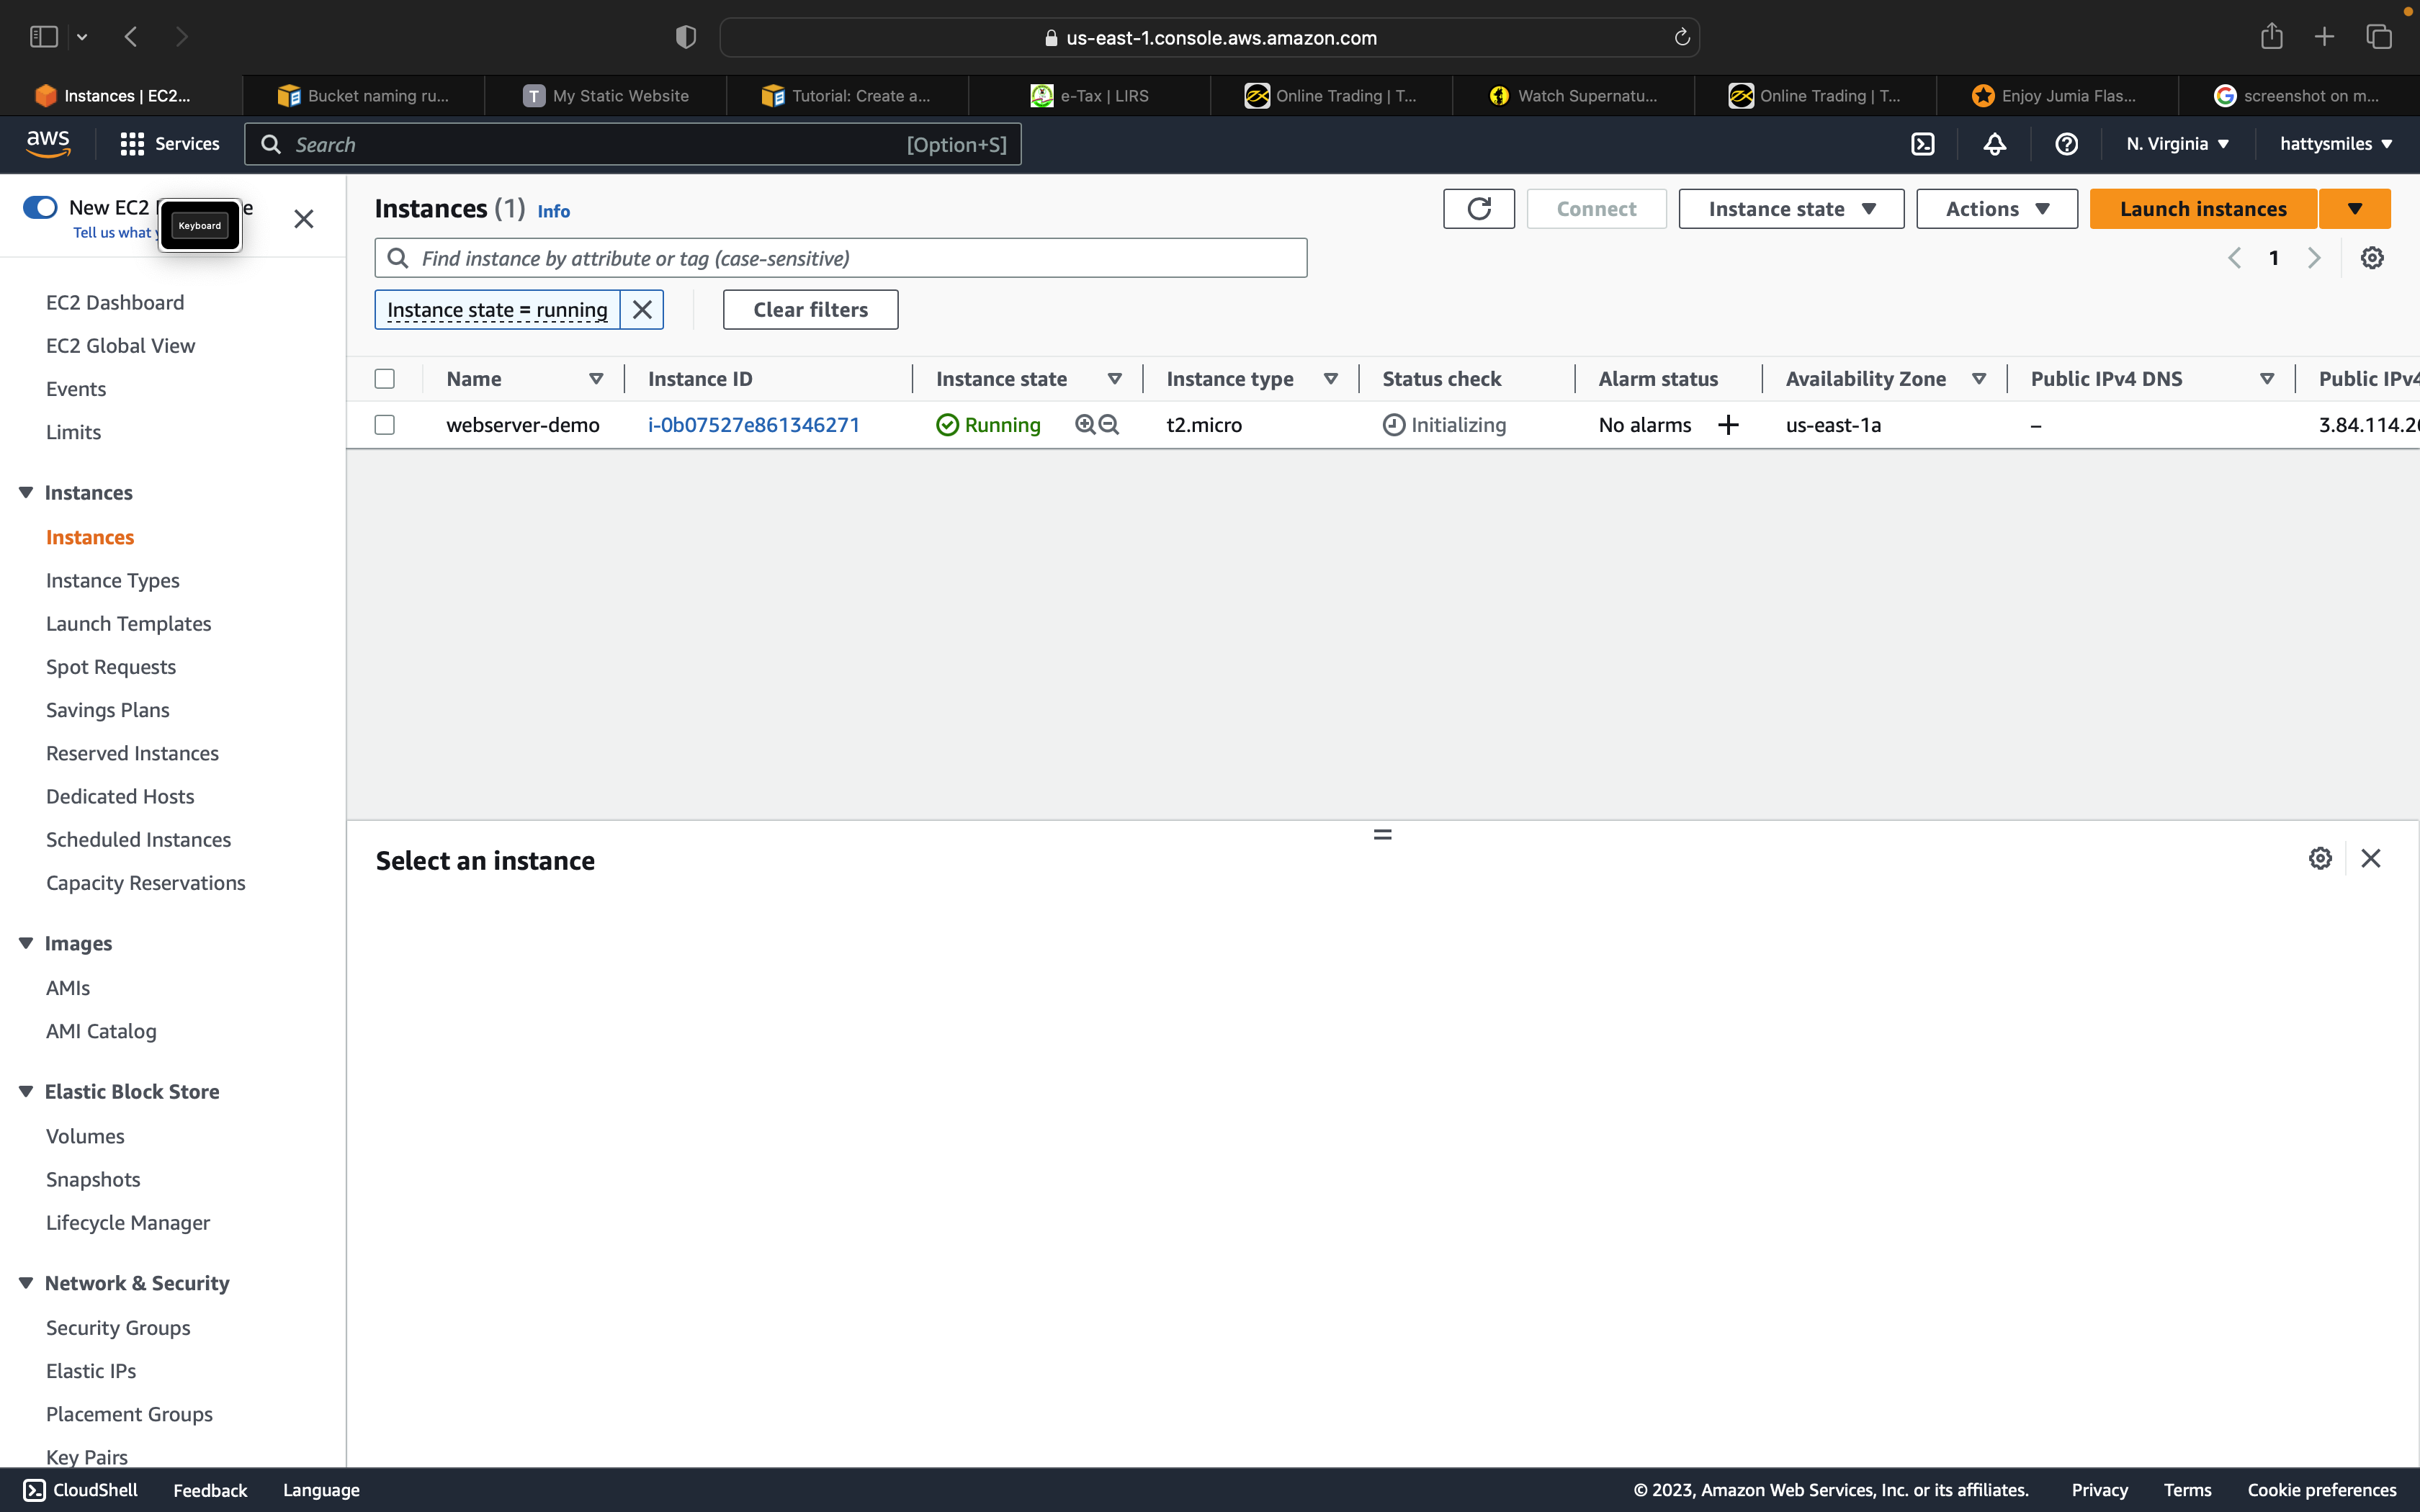 us-east-1.console.aws.amazon.com
Instances | EC2...
Bucket naming ru...
T My Static Website
Tutorial: Create a...
e-Tax | LIRS
Online Trading | T...
Watch Supernatu...
Online Trading | T...
Enjoy Jumia Flas...
screenshot on m...
aws
Services
Search
[Option+S]
N. Virginia
hattysmiles
New EC2
Tell us what
Keyboard
Instances (1) Info
Connect
Instance state
Actions
Launch instances
Find instance by attribute or tag (case-sensitive)
1
Instance state = running
Clear filters
Name
Instance ID
Instance state
Instance type
Status check
Alarm status
Availability Zone
Public IPv4 DNS
Public IPv4
webserver-demo
i-0b07527e861346271
Running
t2.micro
Initializing
No alarms
us-east-1a
–
3.84.114.20
EC2 Dashboard
EC2 Global View
Events
Limits
Instances
Instances
Instance Types
Launch Templates
Spot Requests
Savings Plans
Reserved Instances
Dedicated Hosts
Scheduled Instances
Capacity Reservations
Images
AMIs
AMI Catalog
Elastic Block Store
Volumes
Snapshots
Lifecycle Manager
Network & Security
Security Groups
Elastic IPs
Placement Groups
Key Pairs
Select an instance
CloudShell
Feedback
Language
© 2023, Amazon Web Services, Inc. or its affiliates.
Privacy
Terms
Cookie preferences